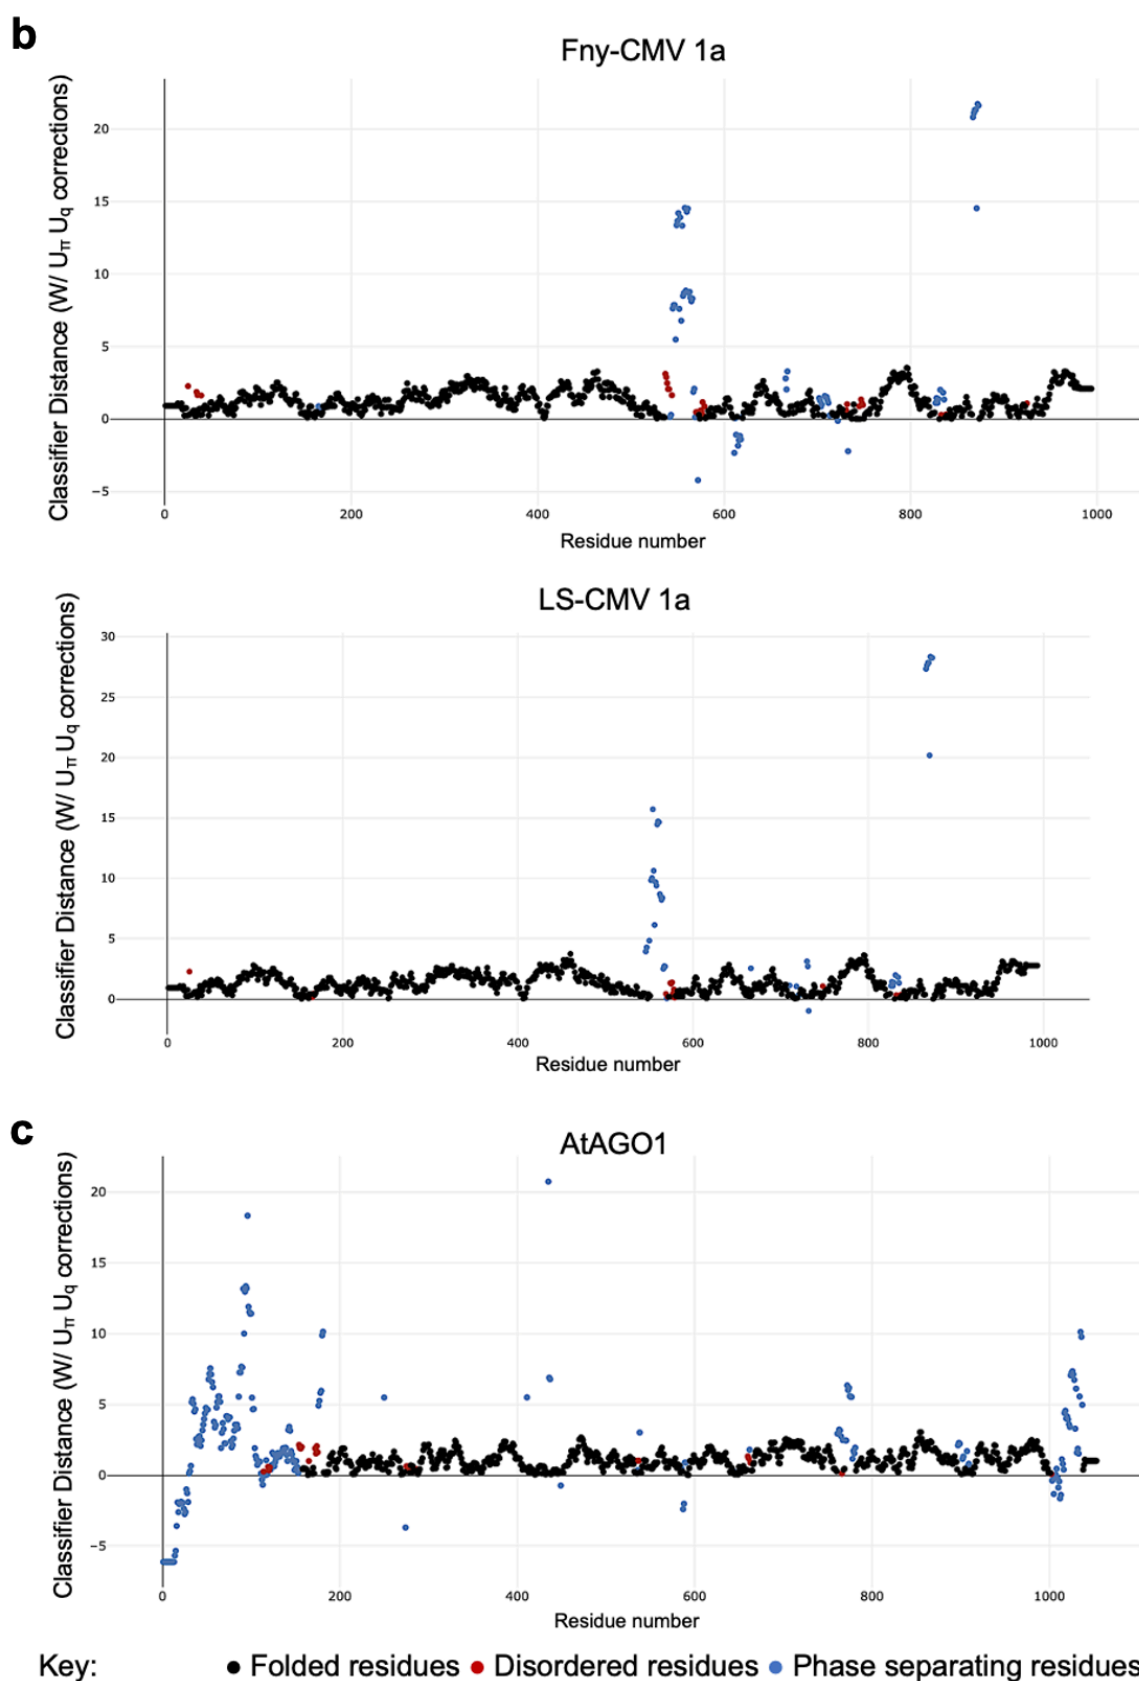 b
Fny-CMV 1a
Classifier Distance (W/ Uπ Uq corrections)
20
15
10
5
0
−5
0 200 400 600 800 1000
Residue number
LS-CMV 1a
Classifier Distance (W/ Uπ Uq corrections)
30
25
20
15
10
5
0
0 200 400 600 800 1000
Residue number
c
AtAGO1
Classifier Distance (W/ Uπ Uq corrections)
20
15
10
5
0
−5
0 200 400 600 800 1000
Residue number
Key: Folded residues Disordered residues Phase separating residues